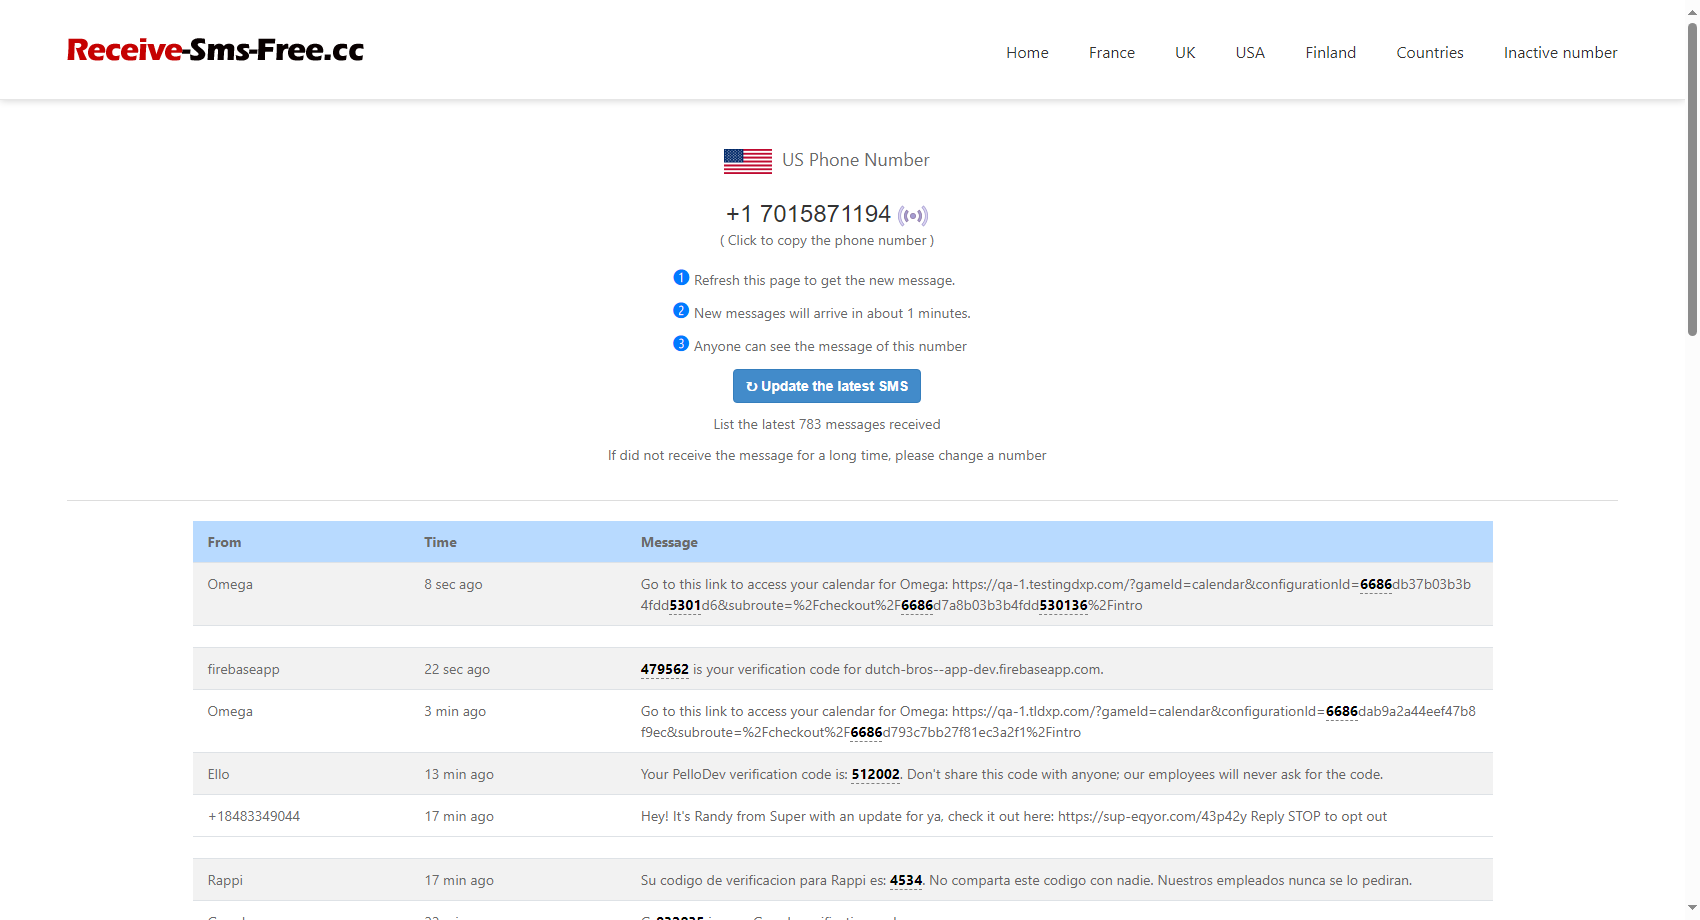 Receive-Sms-Free.cc
Home France UK USA Finland Countries Inactive number
US Phone Number
+1 7015871194
( Click to copy the phone number )
1 Refresh this page to get the new message.
2 New messages will arrive in about 1 minutes.
3 Anyone can see the message of this number
↻ Update the latest SMS
List the latest 783 messages received
If did not receive the message for a long time, please change a number
From Time Message
Omega 8 sec ago Go to this link to access your calendar for Omega: https://qa-1.testingdxp.com/?gameId=calendar&configurationId=6686db37b03b3b
4fdd5301d6&subroute=%2Fcheckout%2F6686d7a8b03b3b4fdd530136%2Fintro
firebaseapp 22 sec ago 479562 is your verification code for dutch-bros--app-dev.firebaseapp.com.
Omega 3 min ago Go to this link to access your calendar for Omega: https://qa-1.tldxp.com/?gameId=calendar&configurationId=6686dab9a2a44eef47b8
f9ec&subroute=%2Fcheckout%2F6686d793c7bb27f81ec3a2f1%2Fintro
Ello 13 min ago Your PelloDev verification code is: 512002. Don't share this code with anyone; our employees will never ask for the code.
+18483349044 17 min ago Hey! It's Randy from Super with an update for ya, check it out here: https://sup-eqyor.com/43p42y Reply STOP to opt out
Rappi 17 min ago Su codigo de verificacion para Rappi es: 4534. No comparta este codigo con nadie. Nuestros empleados nunca se lo pediran.